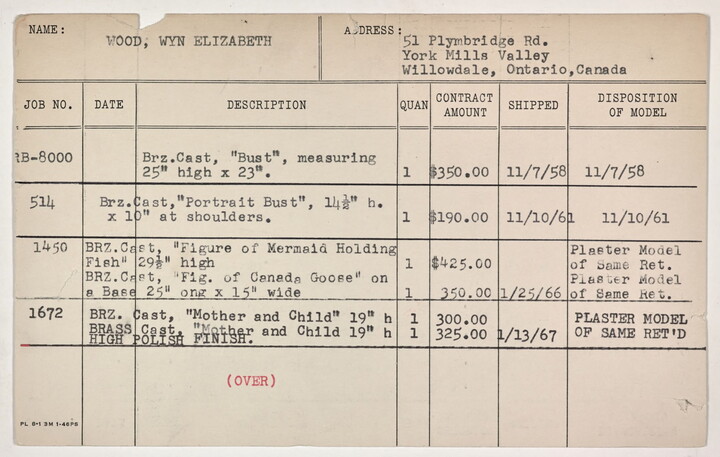 NAME: WOOD, WYN ELIZABETH ADDRESS: 51 Plymbridge Rd.
York Mills Valley
Willowdale, Ontario, Canada
JOB NO. DATE DESCRIPTION QUAN CONTRACT AMOUNT SHIPPED DISPOSITION OF MODEL
RB-8000 Brz.Cast, "Bust", measuring
25" high x 23". 1 $350.00 11/7/58 11/7/58
514 Brz.Cast,"Portrait Bust", 14½" h.
x 10" at shoulders. 1 $190.00 11/10/61 11/10/61
1450 BRZ.Cast, "Figure of Mermaid Holding Plaster Model
Fish" 29½" high 1 $425.00 of Same Ret.
BRZ.Cast, "Fig. of Canada Goose" on Plaster Model
a Base 25" ong x 15" wide 1 350.00 1/25/66 of Same Ret.
1672 BRZ. Cast, "Mother and Child" 19" h 1 300.00 PLASTER MODEL
BRASS Cast, "Mother and Child 19" h 1 325.00 1/13/67 OF SAME RET'D
HIGH POLISH FINISH.
(OVER)
PL 6-1 3M 1-46PS